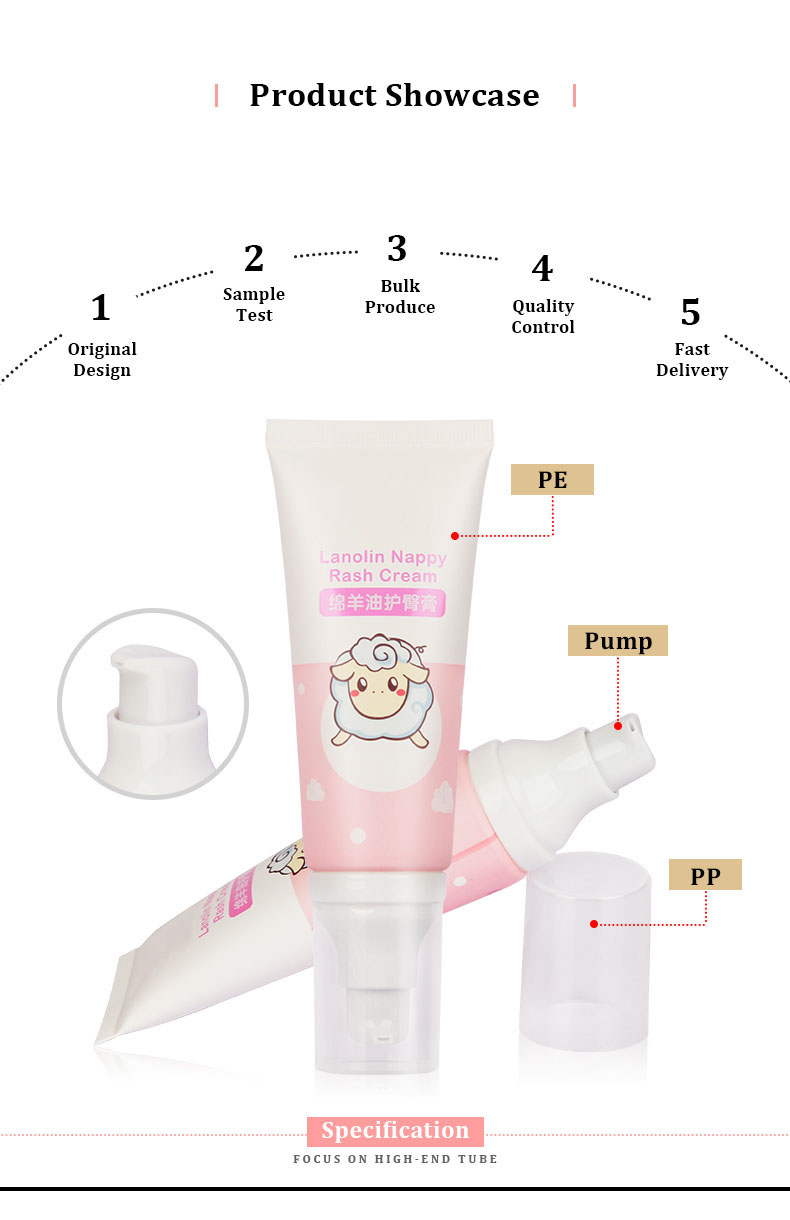 Product Showcase
1
Original
Design
2
Sample
Test
3
Bulk
Produce
4
Quality
Control
5
Fast
Delivery
PE
Lanolin Nappy
Rash Cream
绵羊油护臀膏
Pump
PP
Specification
FOCUS ON HIGH-END TUBE